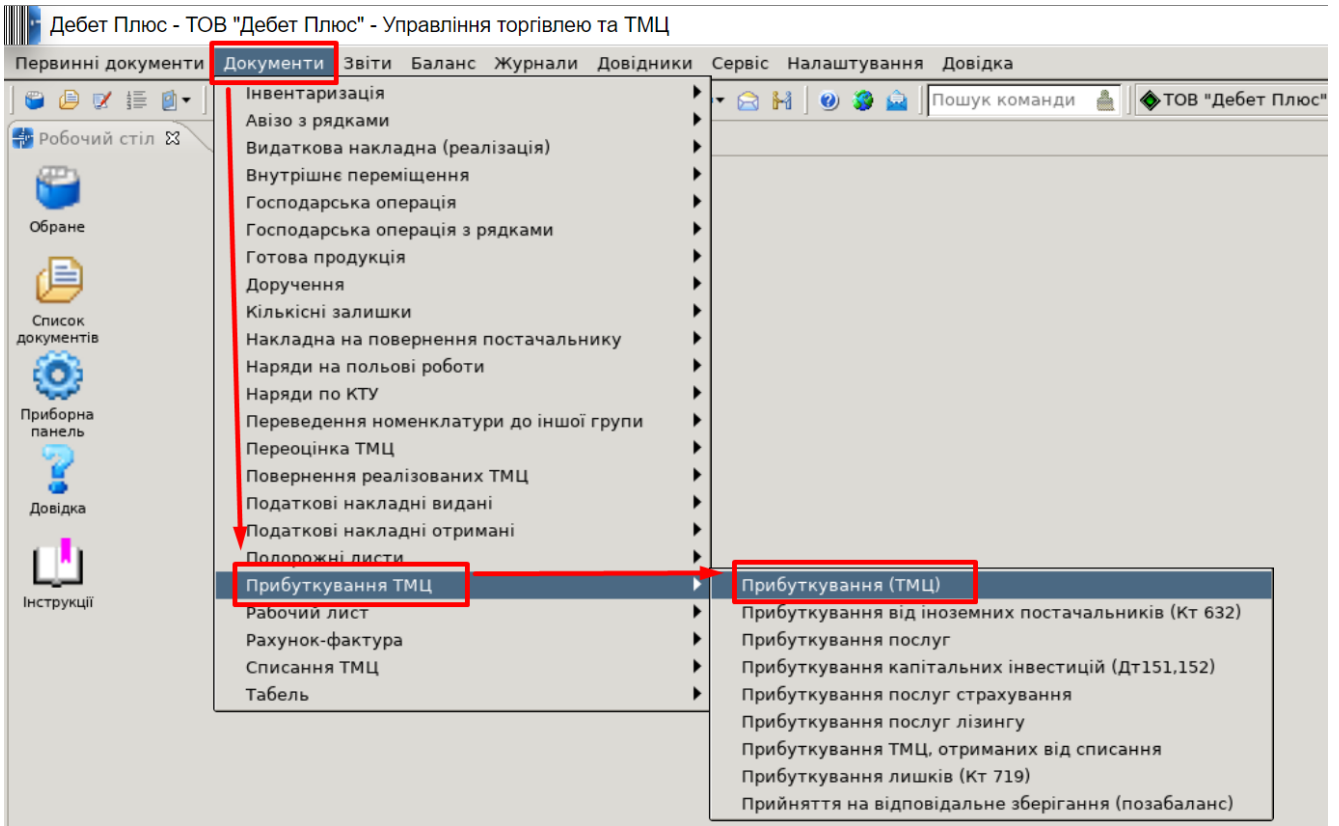 Дебет Плюс - ТОВ "Дебет Плюс" - Управління торгівлею та ТМЦ
Первинні документи Документи Звіти Баланс Журнали Довідники Сервіс Налаштування Довідка
Пошук команди ТОВ "Дебет Плюс"
Робочий стіл
Обране
Список
документів
Приборна
панель
Довідка
Інструкції
Інвентаризація
Авізо з рядками
Видаткова накладна (реалізація)
Внутрішнє переміщення
Господарська операція
Господарська операція з рядками
Готова продукція
Доручення
Кількісні залишки
Накладна на повернення постачальнику
Наряди на польові роботи
Наряди по КТУ
Переведення номенклатури до іншої групи
Переоцінка ТМЦ
Повернення реалізованих ТМЦ
Податкові накладні видані
Податкові накладні отримані
Подорожні листи
Прибуткування ТМЦ
Рабочий лист
Рахунок-фактура
Списання ТМЦ
Табель
Прибуткування (ТМЦ)
Прибуткування від іноземних постачальників (Кт 632)
Прибуткування послуг
Прибуткування капітальних інвестицій (Дт151,152)
Прибуткування послуг страхування
Прибуткування послуг лізингу
Прибуткування ТМЦ, отриманих від списання
Прибуткування лишків (Кт 719)
Прийняття на відповідальне зберігання (позабаланс)